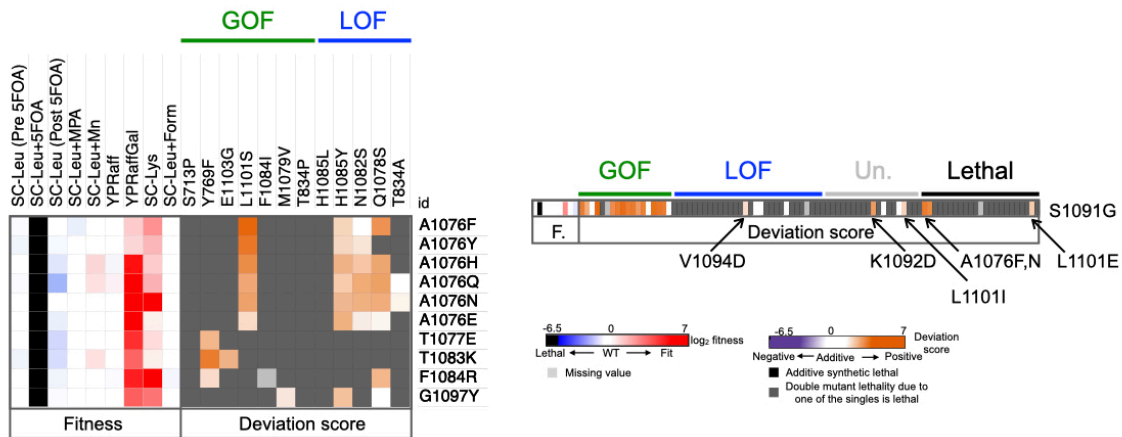 GOF
LOF
SC-Leu (Pre 5FOA)
SC-Leu+5FOA
SC-Leu (Post 5FOA)
SC-Leu+MPA
SC-Leu+Mn
YPRaff
YPRaffGal
SC-Lys
SC-Leu+Form
S713P
Y769F
E1103G
L1101S
F1084I
M1079V
T834P
H1085L
H1085Y
N1082S
Q1078S
T834A
id
A1076F
A1076Y
A1076H
A1076Q
A1076N
A1076E
T1077E
T1083K
F1084R
G1097Y
Fitness
Deviation score
GOF
LOF
Un.
Lethal
S1091G
F.
Deviation score
V1094D
K1092D
A1076F,N
L1101E
L1101I
-6.5 0 7
log₂ fitness
Lethal ← WT → Fit
Missing value
-6.5 0 7
Deviation
score
Negative ← Additive → Positive
Additive synthetic lethal
Double mutant lethality due to
one of the singles is lethal